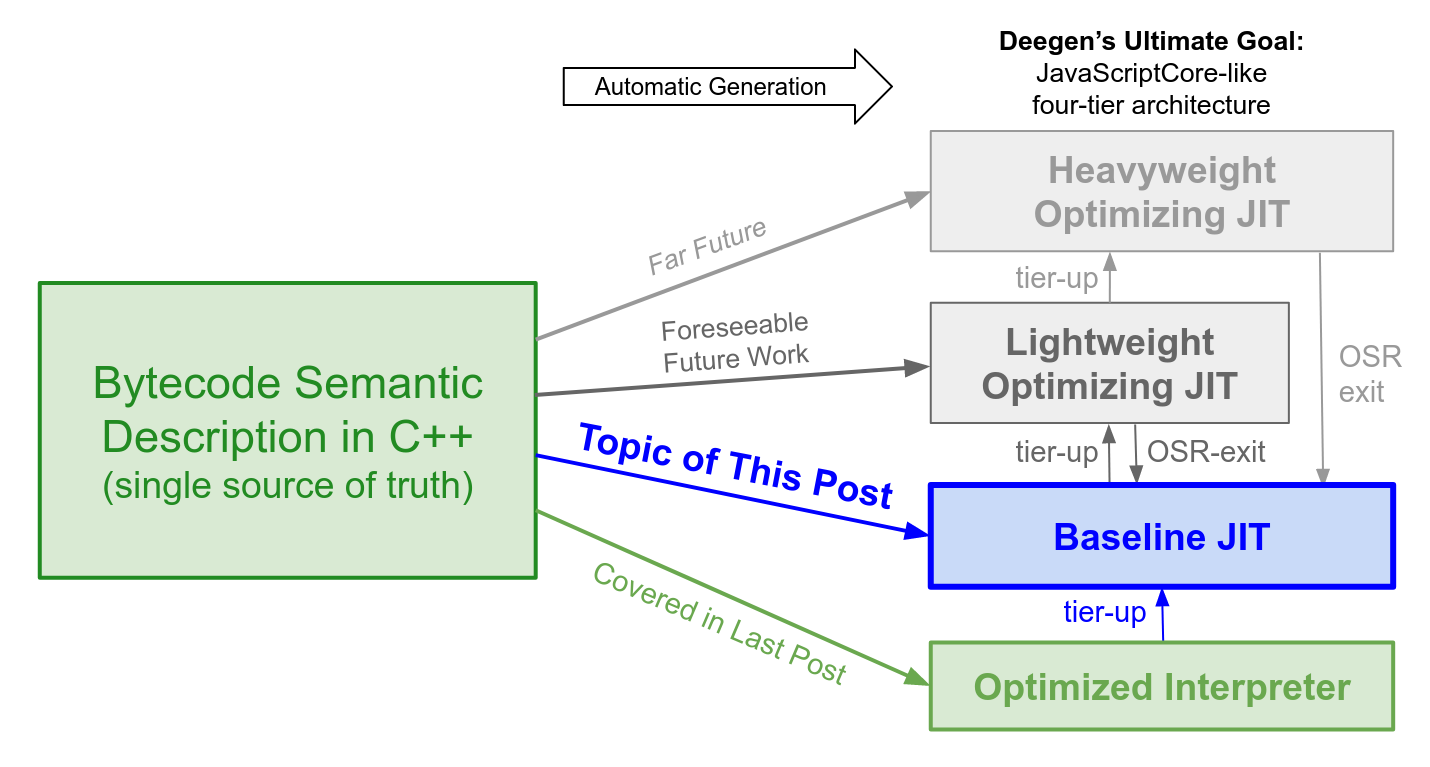 Deegen’s Ultimate Goal:
JavaScriptCore-like
four-tier architecture
Automatic Generation
Heavyweight
Optimizing JIT
Far Future
tier-up
Foreseeable
Future Work
Lightweight
Optimizing JIT
OSR
exit
Bytecode Semantic
Description in C++
(single source of truth)
Topic of This Post
tier-up
OSR-exit
Baseline JIT
Covered in Last Post
tier-up
Optimized Interpreter